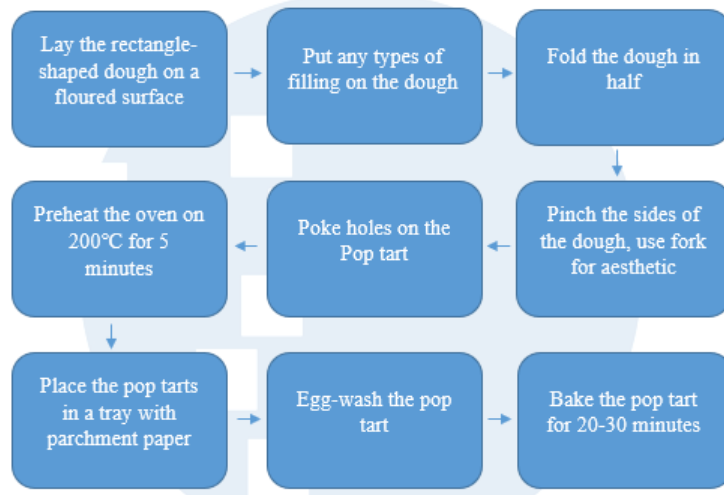 Lay the rectangle-
shaped dough on a
floured surface
Put any types of
filling on the dough
Fold the dough in
half
Pinch the sides of
the dough, use fork
for aesthetic
Poke holes on the
Pop tart
Preheat the oven on
200℃ for 5
minutes
Place the pop tarts
in a tray with
parchment paper
Egg-wash the pop
tart
Bake the pop tart
for 20-30 minutes